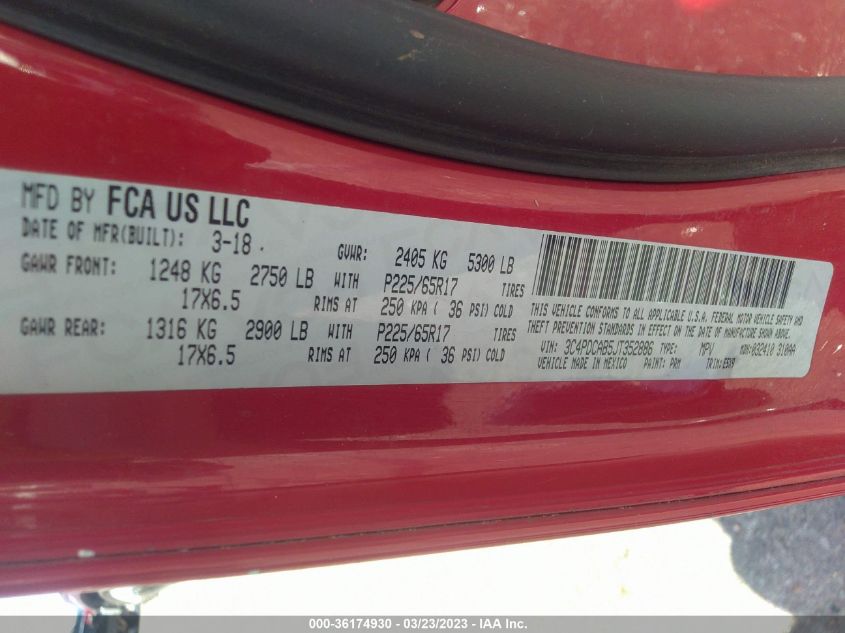 MFD BY FCA US LLC
DATE OF MFR(BUILT): 3-18 GVWR: 2405 KG 5300 LB
GAWR FRONT: 1248 KG 2750 LB WITH P225/65R17 TIRES
17X6.5 RIMS AT 250 KPA ( 36 PSI) COLD
GAWR REAR: 1316 KG 2900 LB WITH P225/65R17 TIRES
17X6.5 RIMS AT 250 KPA ( 36 PSI) COLD
THIS VEHICLE CONFORMS TO ALL APPLICABLE U.S.A. FEDERAL MOTOR VEHICLE SAFETY AND
THEFT PREVENTION STANDARDS IN EFFECT ON THE DATE OF MANUFACTURE SHOWN ABOVE.
VIN: 3C4PDCAB5JT352886 TYPE: MPV MDH:032410 310AA
VEHICLE MADE IN MEXICO PAINT: PRM TRIM:
000-36174930 - 03/23/2023 - IAA Inc.